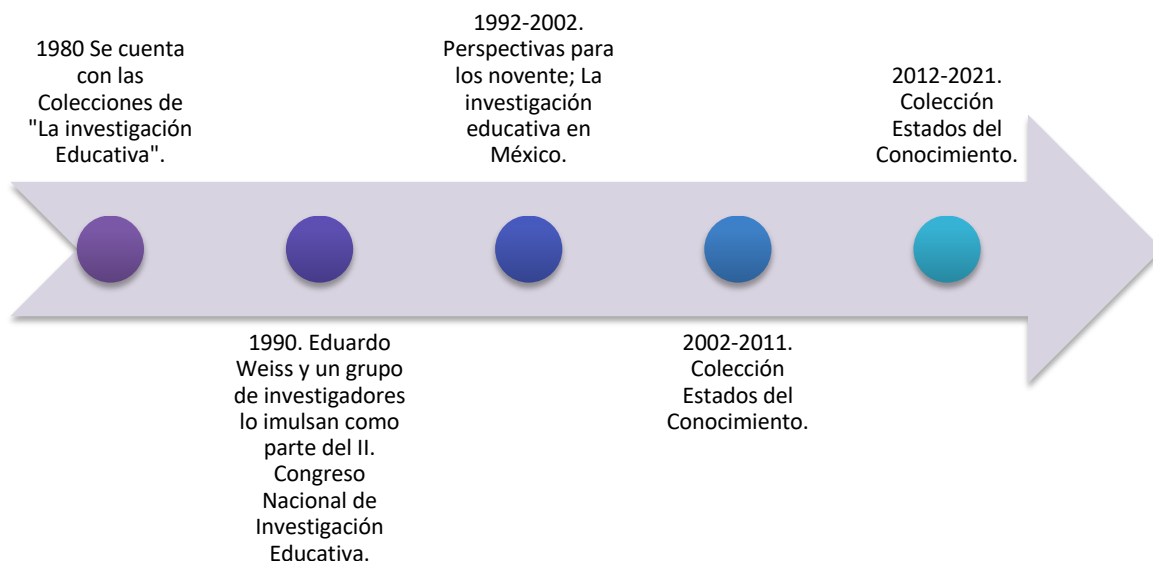 1980 Se cuenta
con las
Colecciones de
"La investigación
Educativa".
1990. Eduardo
Weiss y un grupo
de investigadores
lo imulsan como
parte del II.
Congreso
Nacional de
Investigación
Educativa.
1992-2002.
Perspectivas para
los novente; La
investigación
educativa en
México.
2002-2011.
Colección
Estados del
Conocimiento.
2012-2021.
Colección
Estados del
Conocimiento.